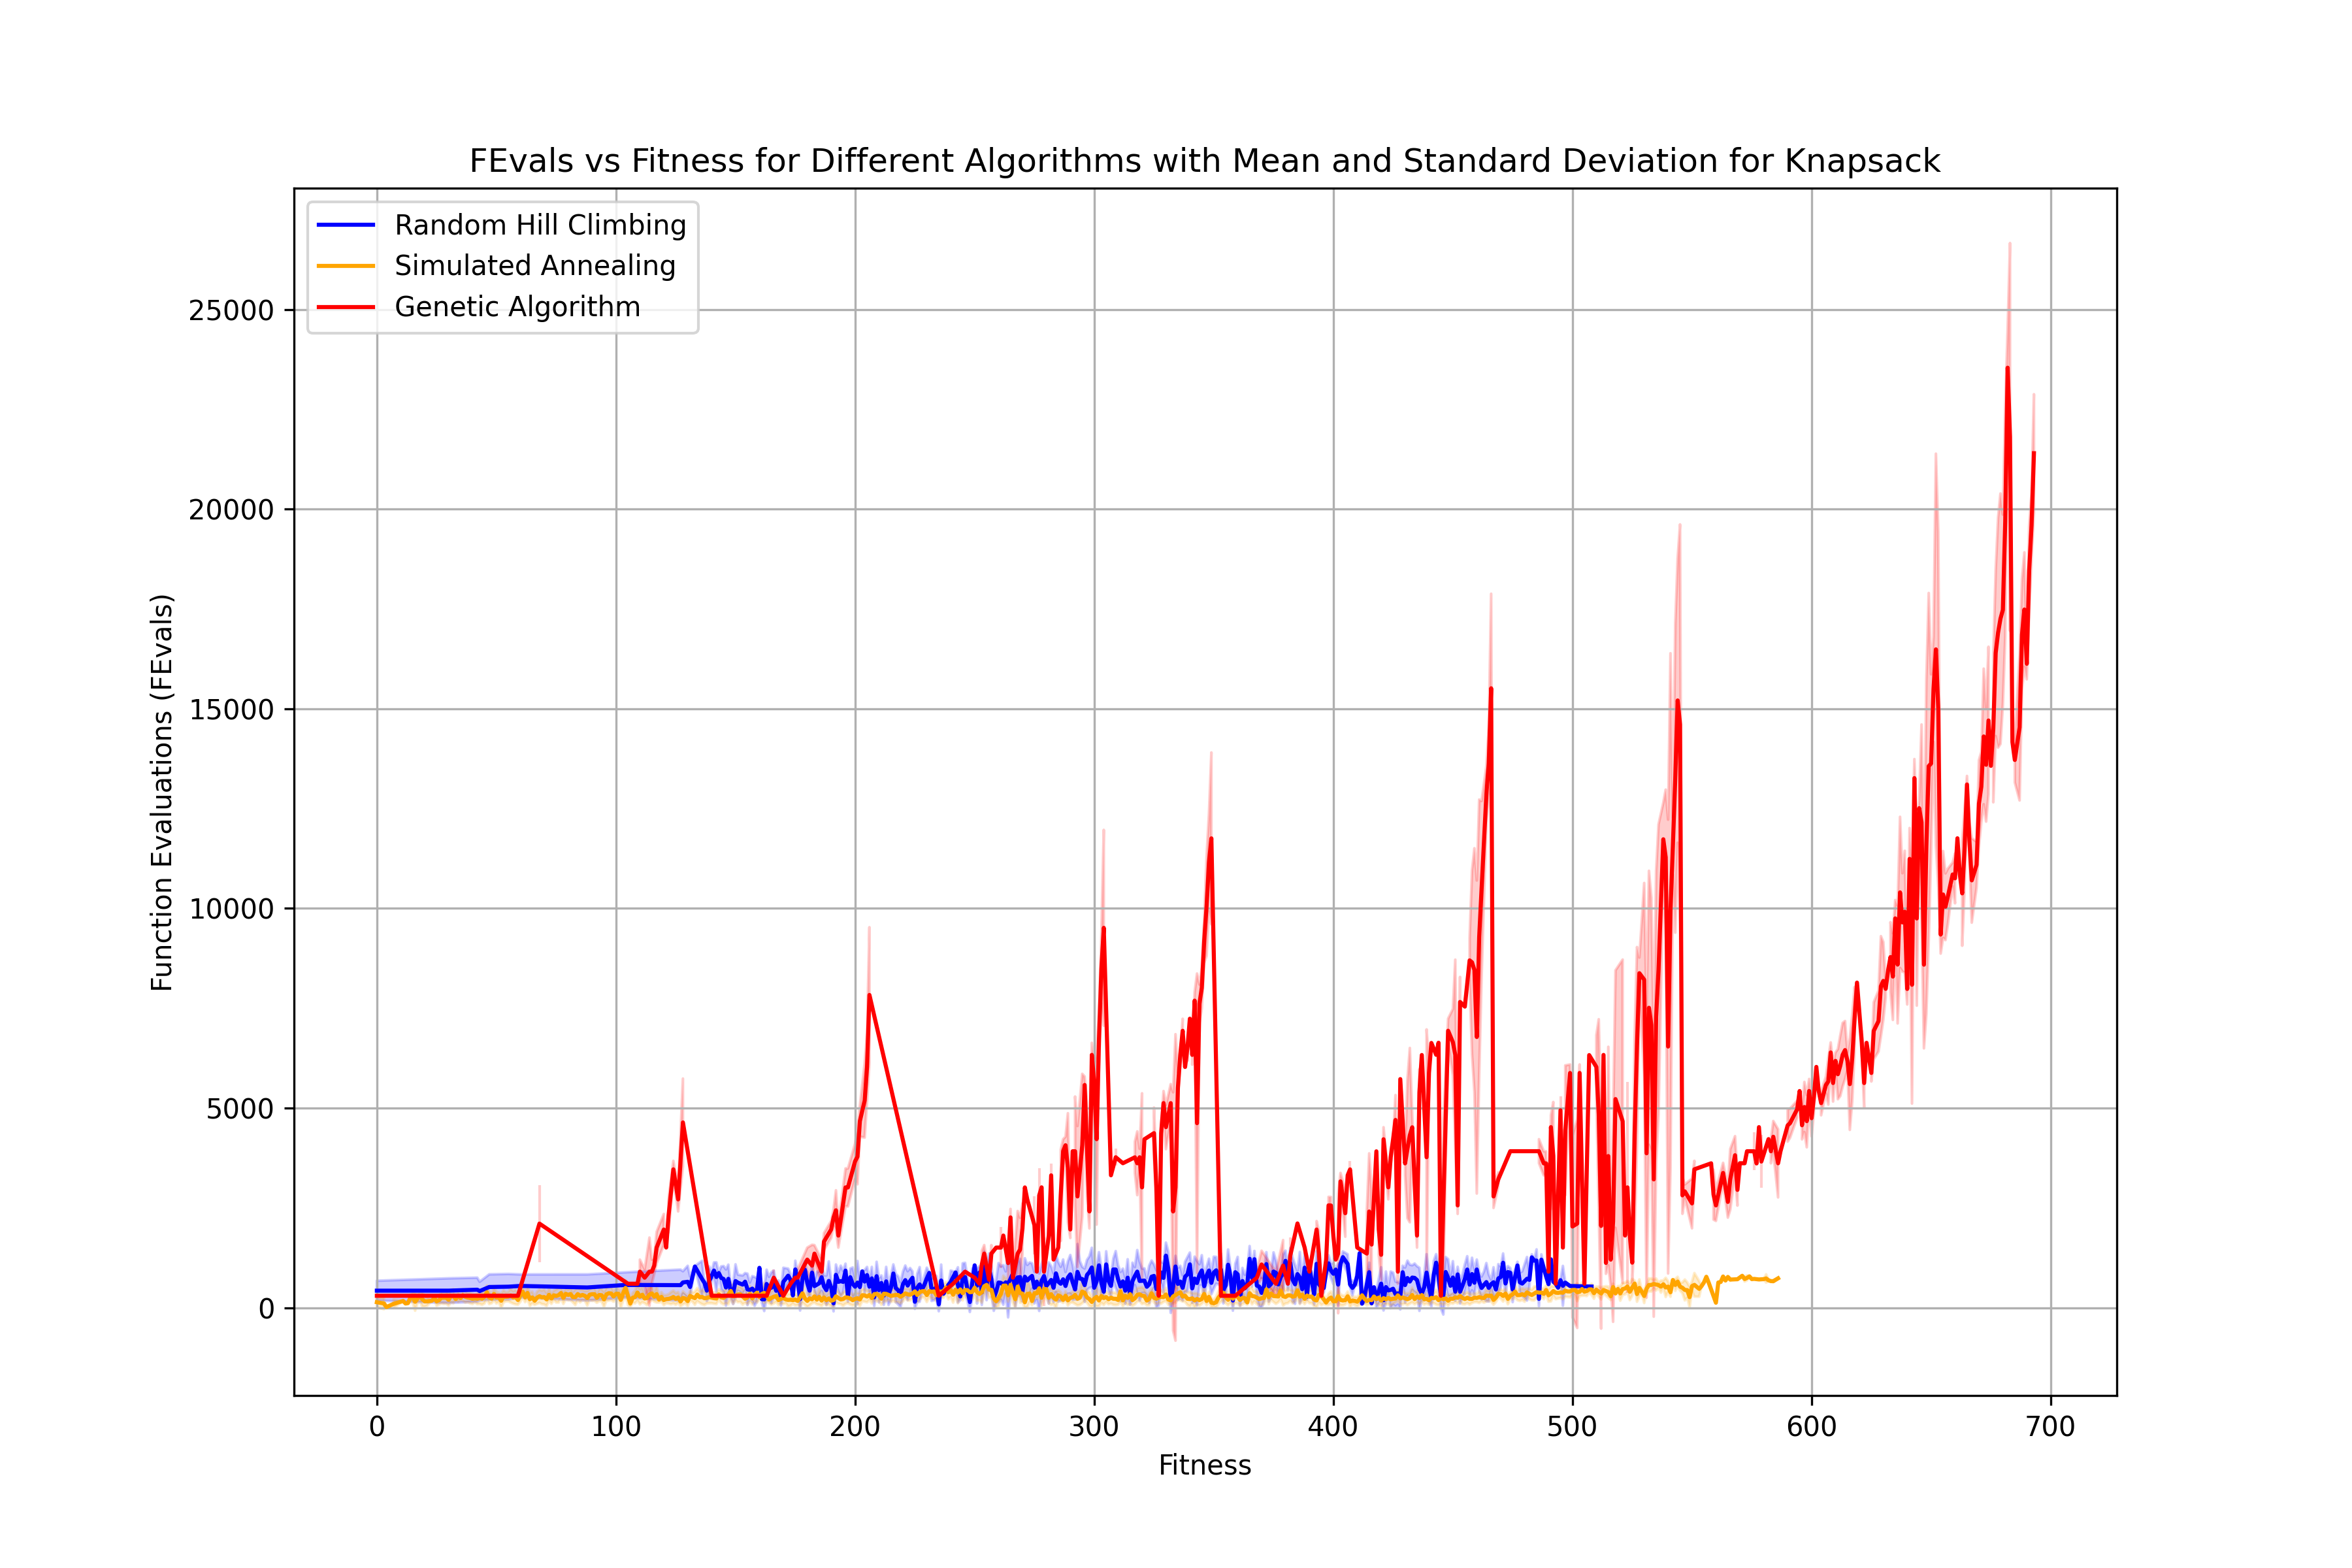 FEvals vs Fitness for Different Algorithms with Mean and Standard Deviation for Knapsack
Random Hill Climbing
Simulated Annealing
Genetic Algorithm
25000
20000
15000
10000
5000
0
Function Evaluations (FEvals)
0 100 200 300 400 500 600 700
Fitness